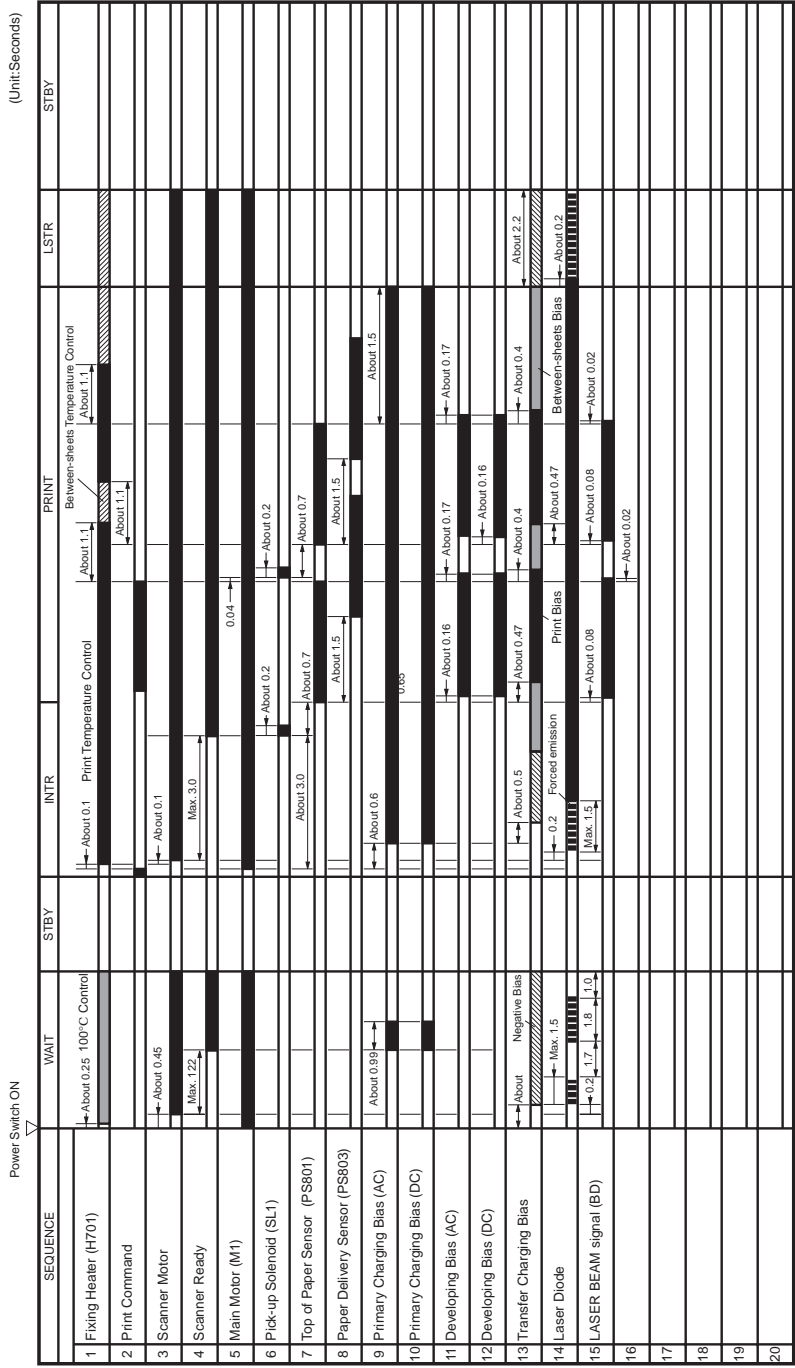 (Unit:Seconds)
Power Switch ON
SEQUENCE
WAIT
STBY
INTR
PRINT
LSTR
STBY
1 Fixing Heater (H701)
About 0.25 100°C Control
About 0.1 Print Temperature Control
About 1.1
Between-sheets Temperature Control
About 1.1
2 Print Command
About 1.1
3 Scanner Motor
About 0.45
About 0.1
4 Scanner Ready
Max. 122
Max. 3.0
5 Main Motor (M1)
0.04
6 Pick-up Solenoid (SL1)
About 0.2
About 0.2
7 Top of Paper Sensor (PS801)
About 3.0
About 0.7
About 0.7
8 Paper Delivery Sensor (PS803)
About 1.5
About 1.5
9 Primary Charging Bias (AC)
About 0.99
About 0.6
0.65
About 1.5
10 Primary Charging Bias (DC)
11 Developing Bias (AC)
About 0.16
About 0.17
About 0.17
12 Developing Bias (DC)
About 0.16
13 Transfer Charging Bias
About
Negative Bias
About 0.5
About 0.47
About 0.4
About 0.4
About 2.2
14 Laser Diode
Max. 1.5
0.2
Forced emission
Print Bias
About 0.47
Between-sheets Bias
About 0.2
15 LASER BEAM signal (BD)
0.2
1.7
1.8
1.0
Max. 1.5
About 0.08
About 0.08
About 0.02
16
About 0.02
17
18
19
20